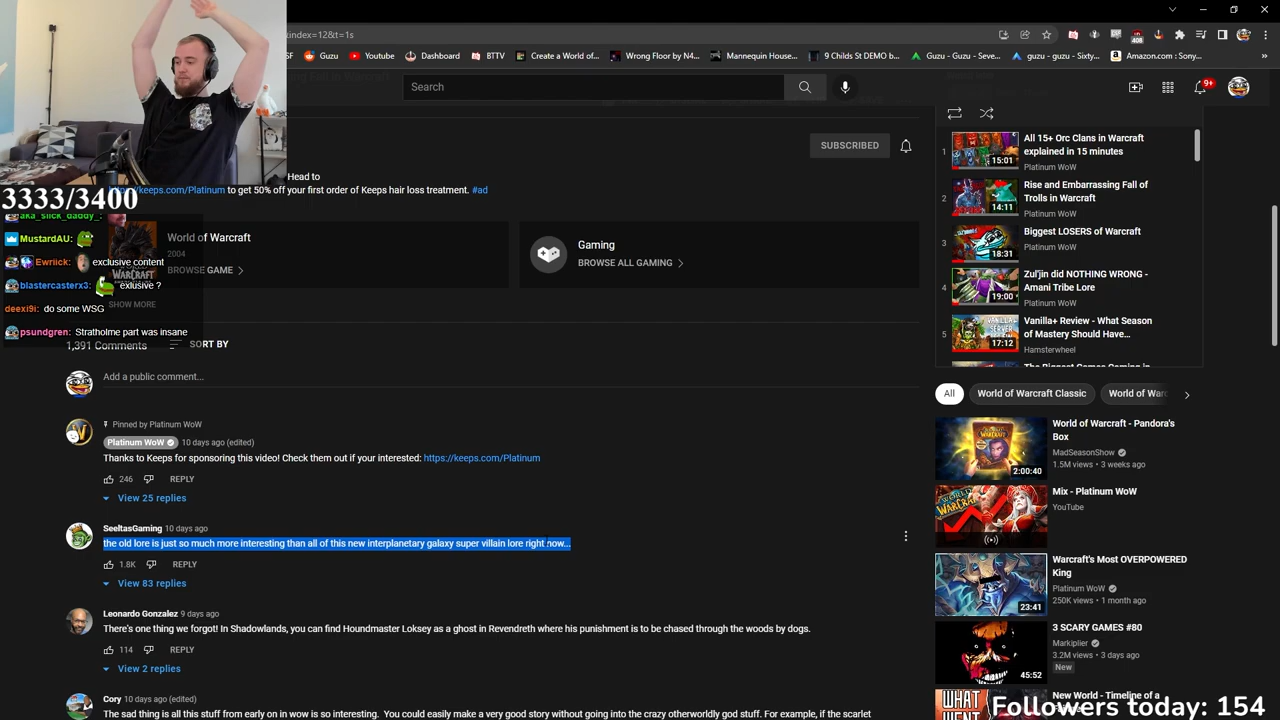 index=12&t=1s
SF
Guzu
YouTube
Dashboard
BTTV
Create a World of...
Wrong Floor by N4...
Mannequin House...
9 Childs St DEMO b...
Guzu - Guzu - Seve...
guzu - guzu - Sixty...
Amazon.com : Sony...
Search
9+
SUBSCRIBED
Head to
https://keeps.com/Platinum to get 50% off your first order of Keeps hair loss treatment. #ad
3333/3400
aka_slick_daddy_:
MustardAU:
Ewriick: exclusive content
blastercasterx3: exlusive ?
deexi9i: do some WSG
psundgren: Stratholme part was insane
World of Warcraft
2004
BROWSE GAME
SHOW MORE
Gaming
BROWSE ALL GAMING
1,391 Comments
SORT BY
Add a public comment...
Pinned by Platinum WoW
Platinum WoW 10 days ago (edited)
Thanks to Keeps for sponsoring this video! Check them out if your interested: https://keeps.com/Platinum
246 REPLY
View 25 replies
SeeltasGaming 10 days ago
the old lore is just so much more interesting than all of this new interplanetary galaxy super villain lore right now...
1.8K REPLY
View 83 replies
Leonardo Gonzalez 9 days ago
There's one thing we forgot! In Shadowlands, you can find Houndmaster Loksey as a ghost in Revendreth where his punishment is to be chased through the woods by dogs.
114 REPLY
View 2 replies
Cory 10 days ago (edited)
The sad thing is all this stuff from early on in wow is so interesting. You could easily make a very good story without going into the crazy otherworldly god stuff. For example, if the scarlet
1
15:01
All 15+ Orc Clans in Warcraft
explained in 15 minutes
Platinum WoW
2
14:11
Rise and Embarrassing Fall of
Trolls in Warcraft
Platinum WoW
3
18:31
Biggest LOSERS of Warcraft
Platinum WoW
4
19:00
Zul'jin did NOTHING WRONG -
Amani Tribe Lore
Platinum WoW
5
VANILLA+
SERVER
17:12
Vanilla+ Review - What Season
of Mastery Should Have...
Hamsterwheel
All
World of Warcraft Classic
World of Warc
2:00:40
World of Warcraft - Pandora's
Box
MadSeasonShow
1.5M views • 3 weeks ago
Mix - Platinum WoW
YouTube
23:41
Warcraft's Most OVERPOWERED
King
Platinum WoW
250K views • 1 month ago
45:52
3 SCARY GAMES #80
Markiplier
3.2M views • 3 days ago
New
WHAT
WENT
New World - Timeline of a
Followers today: 154